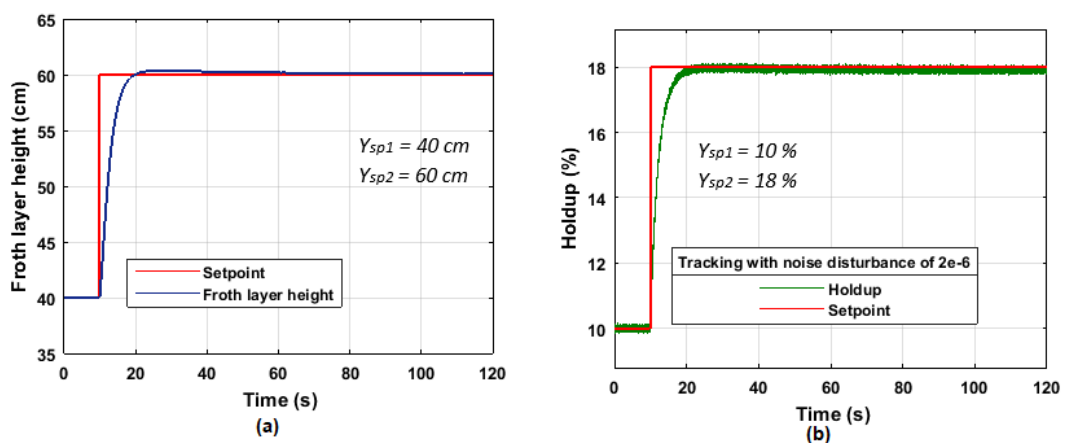 65
60
55
50
45
40
35
Froth layer height (cm)
Ysp1 = 40 cm
Ysp2 = 60 cm
Setpoint
Froth layer height
0 20 40 60 80 100 120
Time (s)
(a)
18
16
14
12
10
Holdup (%)
Ysp1 = 10 %
Ysp2 = 18 %
Tracking with noise disturbance of 2e-6
Holdup
Setpoint
0 20 40 60 80 100 120
Time (s)
(b)